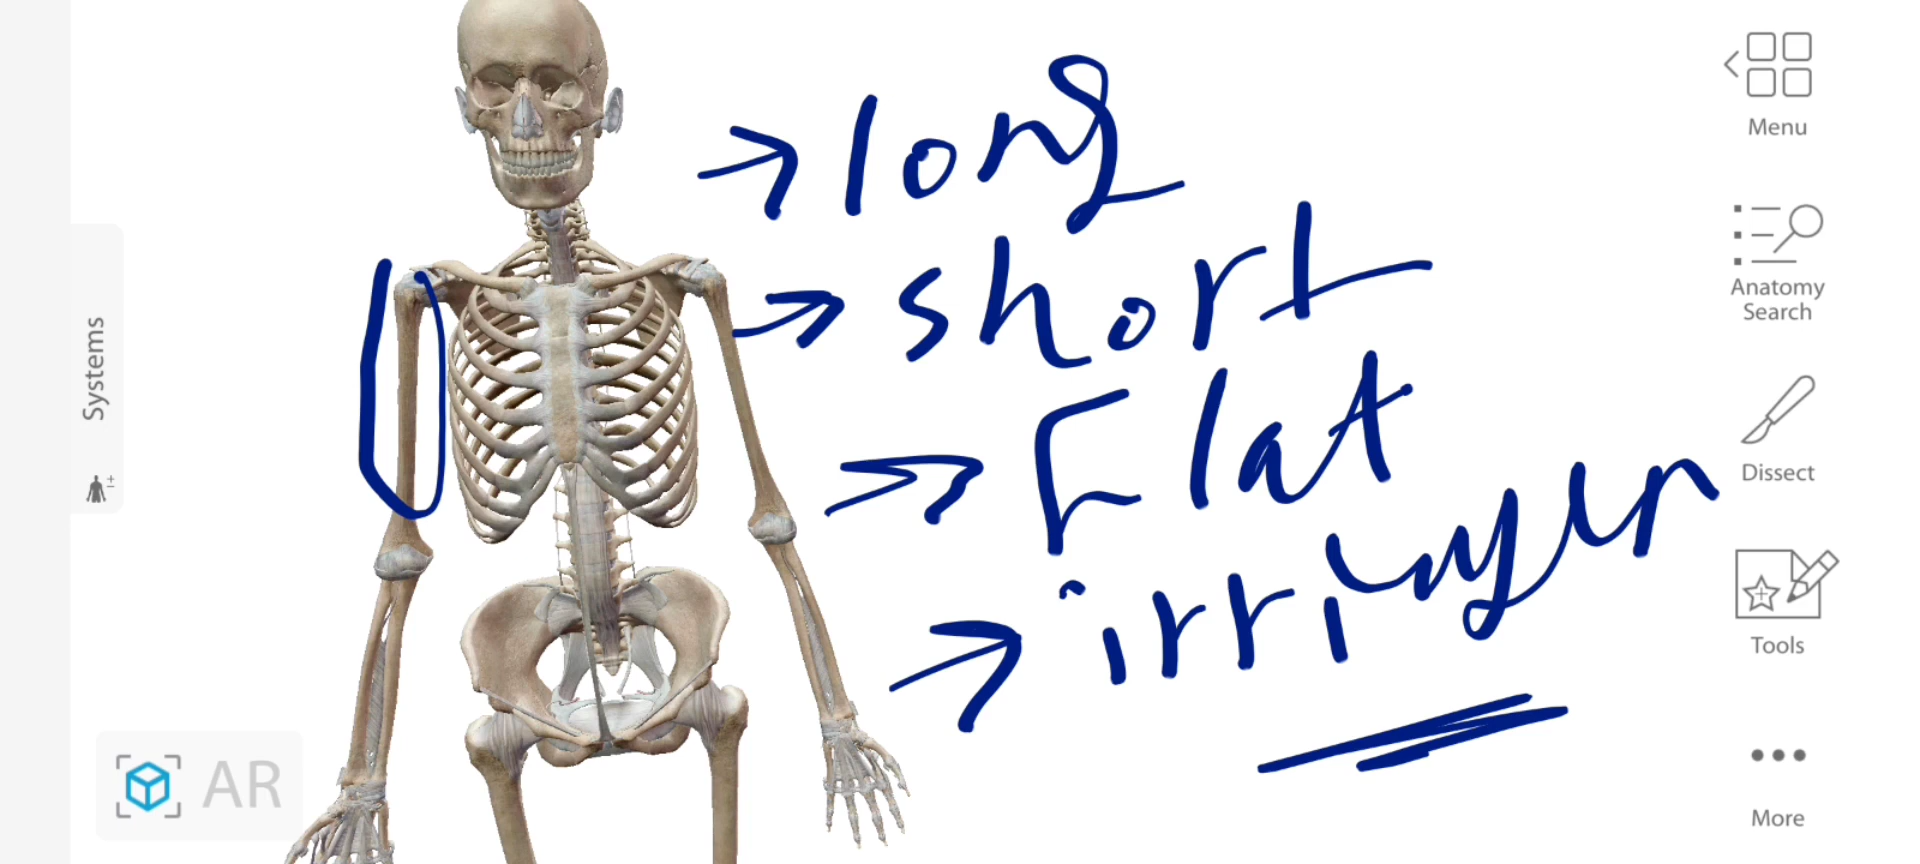 → long
→ short
→ flat
→
Menu
Anatomy
Search
Dissect
Tools
More
Systems
AR